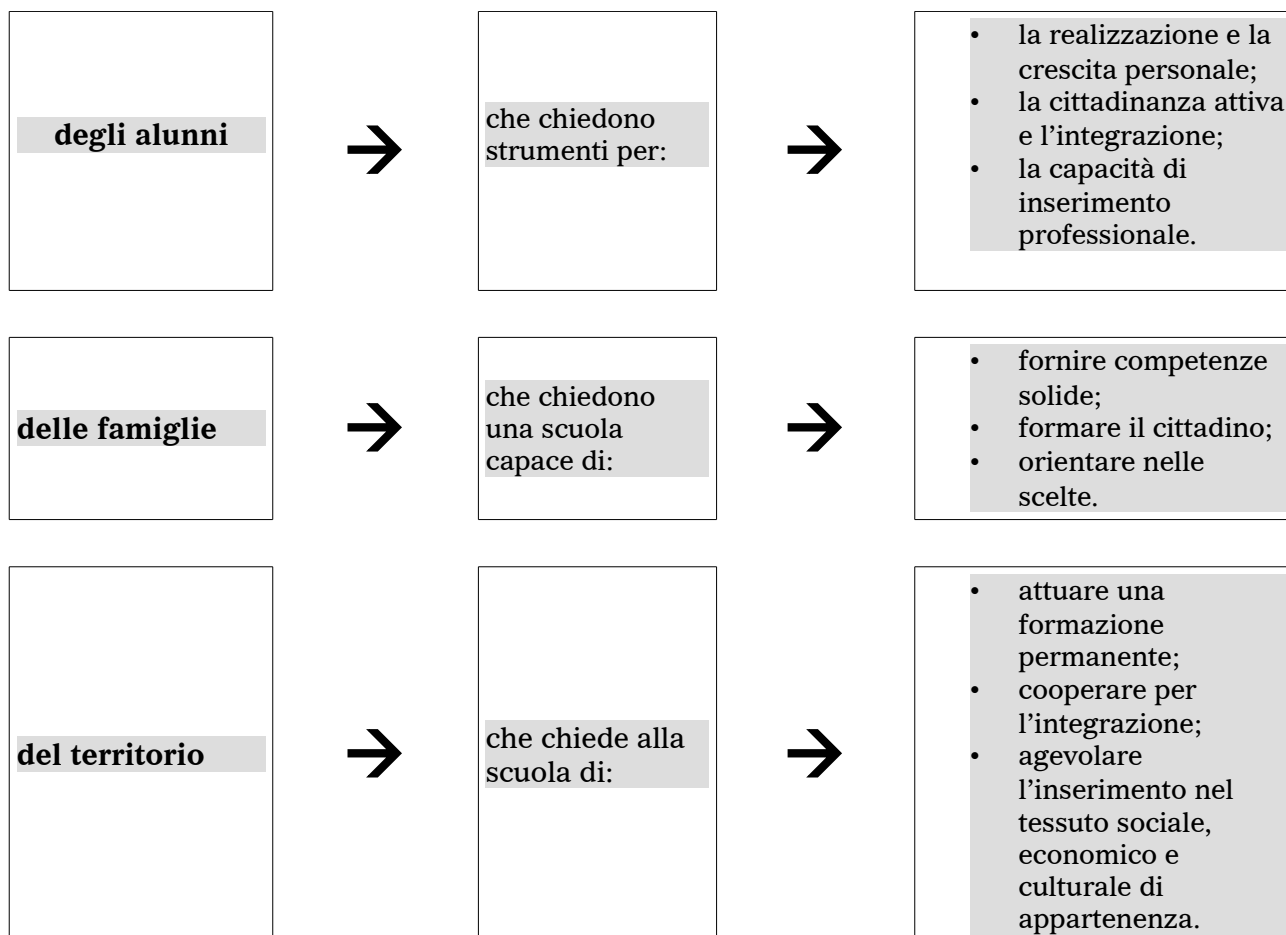 degli alunni
che chiedono
strumenti per:
• la realizzazione e la
crescita personale;
• la cittadinanza attiva
e l’integrazione;
• la capacità di
inserimento
professionale.
delle famiglie
che chiedono
una scuola
capace di:
• fornire competenze
solide;
• formare il cittadino;
• orientare nelle
scelte.
del territorio
che chiede alla
scuola di:
• attuare una
formazione
permanente;
• cooperare per
l’integrazione;
• agevolare
l’inserimento nel
tessuto sociale,
economico e
culturale di
appartenenza.